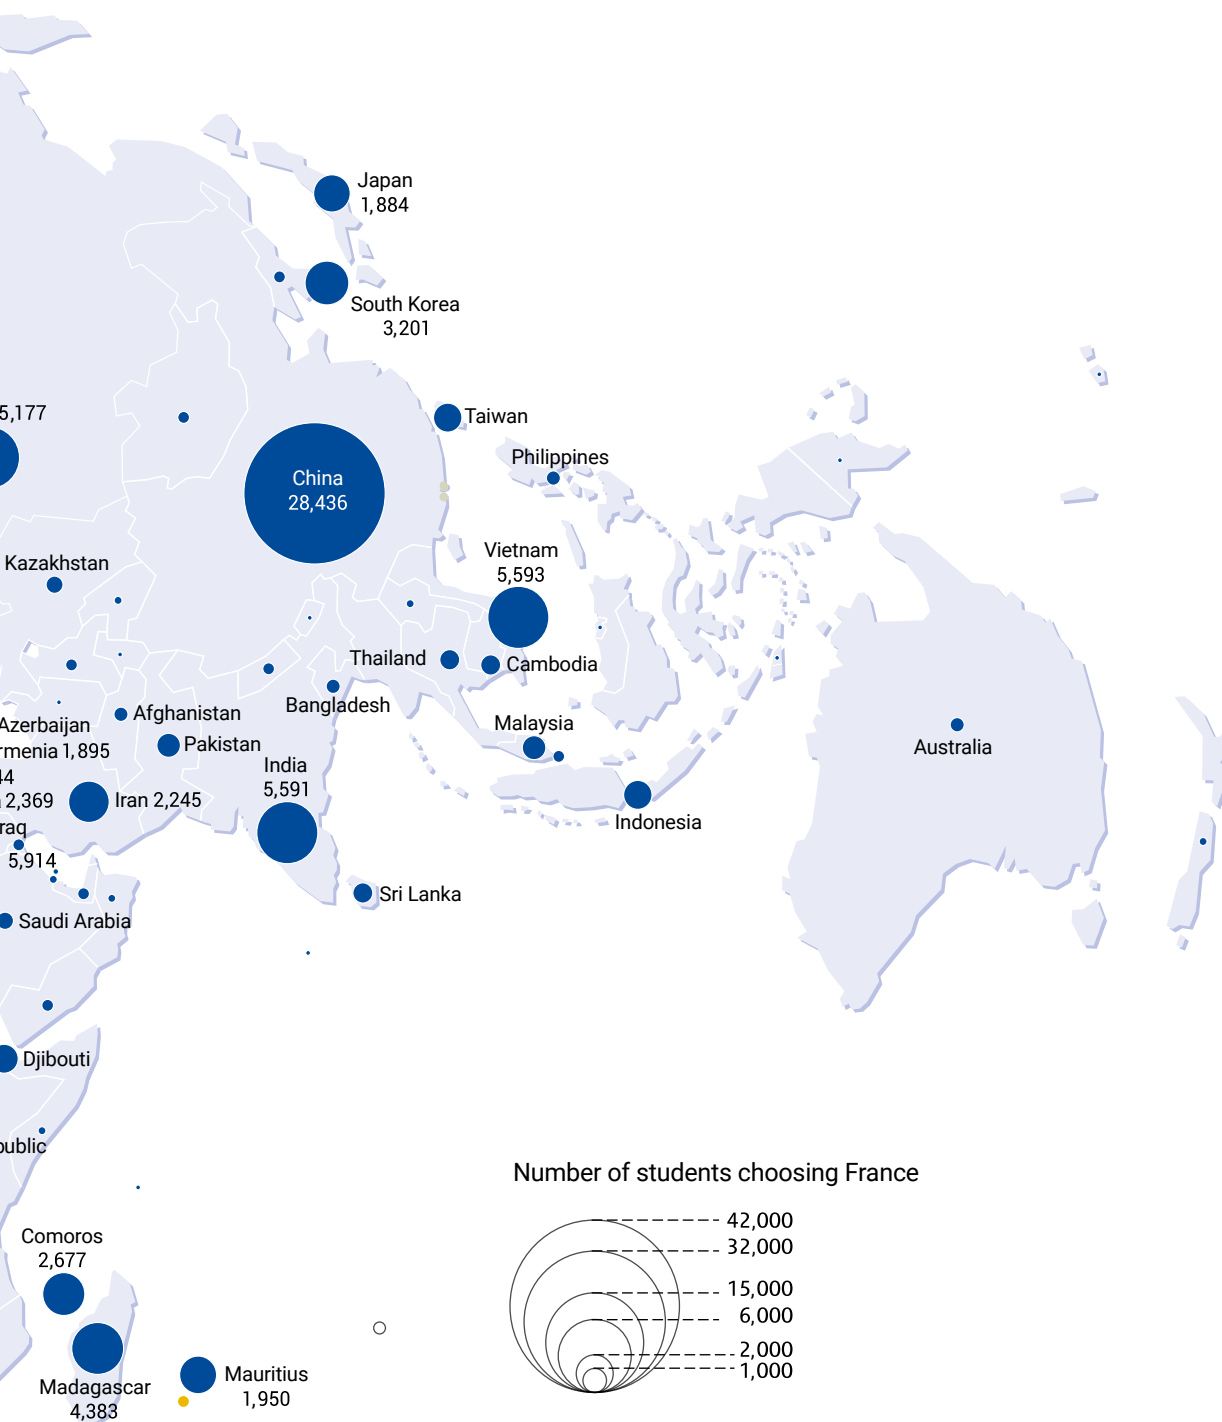 Japan
1,884
South Korea
3,201
5,177
Taiwan
Philippines
China
28,436
Vietnam
5,593
Kazakhstan
Thailand
Cambodia
Bangladesh
Afghanistan
Azerbaijan
Malaysia
Pakistan
rmenia 1,895
Australia
India
5,591
44
2,369
Iran 2,245
Indonesia
raq
5,914
Sri Lanka
Saudi Arabia
Djibouti
public
Number of students choosing France
42,000
32,000
15,000
6,000
2,000
1,000
Comoros
2,677
Mauritius
1,950
Madagascar
4,383